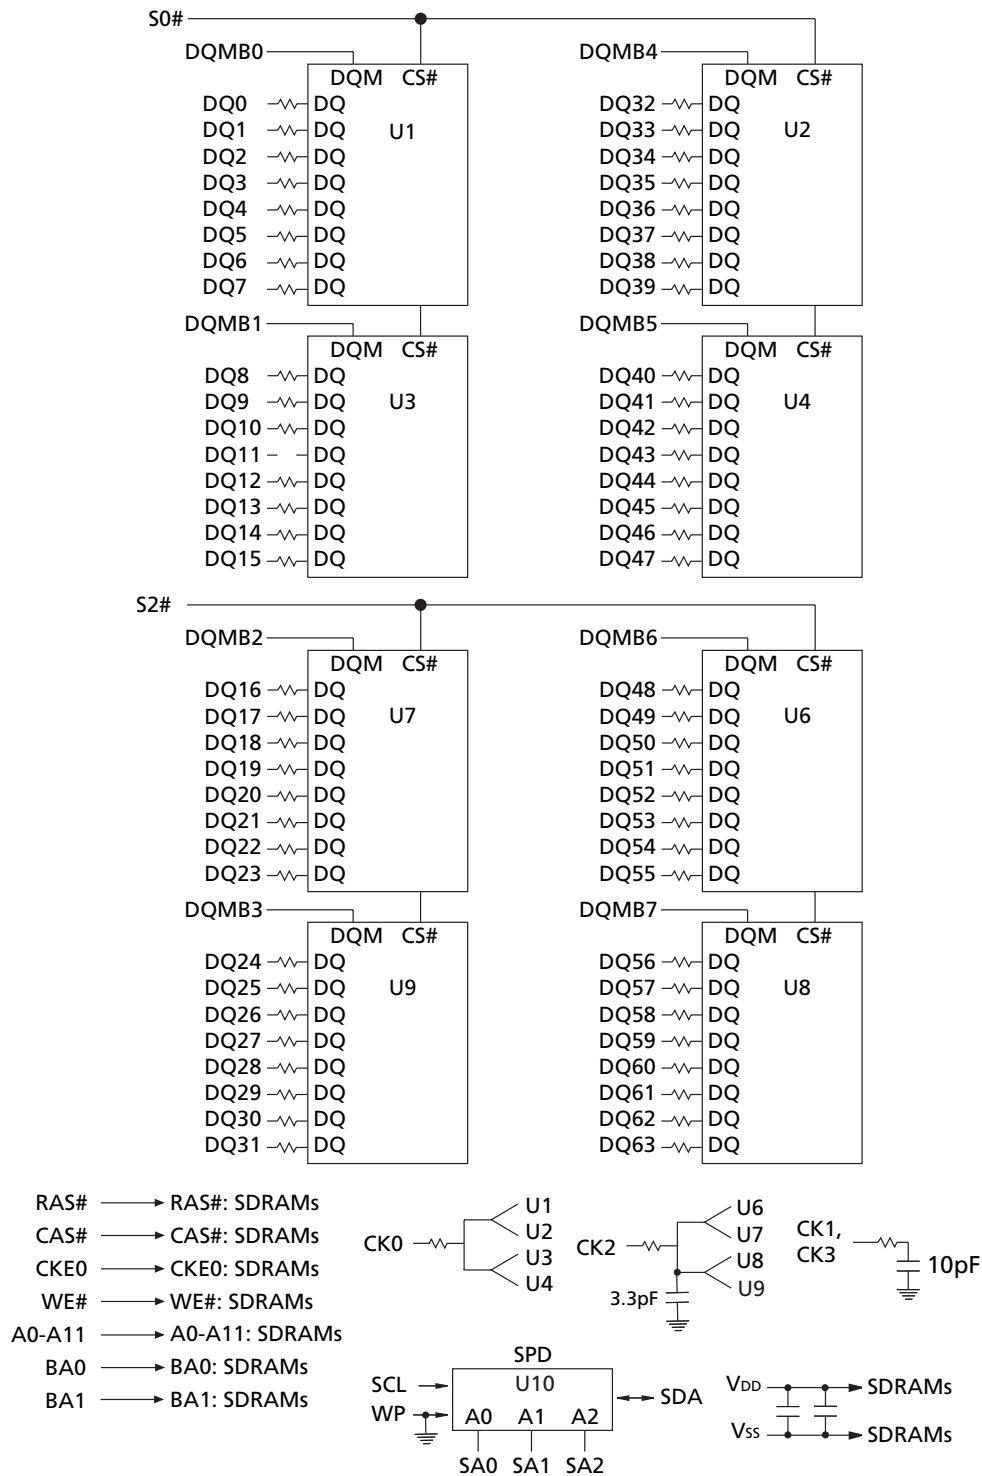 S0#
DQMB0
DQM CS#
U1
DQ0 DQ
DQ1 DQ
DQ2 DQ
DQ3 DQ
DQ4 DQ
DQ5 DQ
DQ6 DQ
DQ7 DQ
DQMB4
DQM CS#
U2
DQ32 DQ
DQ33 DQ
DQ34 DQ
DQ35 DQ
DQ36 DQ
DQ37 DQ
DQ38 DQ
DQ39 DQ
DQMB1
DQM CS#
U3
DQ8 DQ
DQ9 DQ
DQ10 DQ
DQ11 DQ
DQ12 DQ
DQ13 DQ
DQ14 DQ
DQ15 DQ
DQMB5
DQM CS#
U4
DQ40 DQ
DQ41 DQ
DQ42 DQ
DQ43 DQ
DQ44 DQ
DQ45 DQ
DQ46 DQ
DQ47 DQ
S2#
DQMB2
DQM CS#
U7
DQ16 DQ
DQ17 DQ
DQ18 DQ
DQ19 DQ
DQ20 DQ
DQ21 DQ
DQ22 DQ
DQ23 DQ
DQMB6
DQM CS#
U6
DQ48 DQ
DQ49 DQ
DQ50 DQ
DQ51 DQ
DQ52 DQ
DQ53 DQ
DQ54 DQ
DQ55 DQ
DQMB3
DQM CS#
U9
DQ24 DQ
DQ25 DQ
DQ26 DQ
DQ27 DQ
DQ28 DQ
DQ29 DQ
DQ30 DQ
DQ31 DQ
DQMB7
DQM CS#
U8
DQ56 DQ
DQ57 DQ
DQ58 DQ
DQ59 DQ
DQ60 DQ
DQ61 DQ
DQ62 DQ
DQ63 DQ
RAS# RAS#: SDRAMs
CAS# CAS#: SDRAMs
CKE0 CKE0: SDRAMs
WE# WE#: SDRAMs
A0-A11 A0-A11: SDRAMs
BA0 BA0: SDRAMs
BA1 BA1: SDRAMs
CK0
U1
U2
U3
U4
CK2
U6
U7
U8
U9
3.3pF
CK1,
CK3
10pF
SPD
U10
SCL
WP
A0 A1 A2
SDA
SA0 SA1 SA2
VDD SDRAMs
VSS SDRAMs